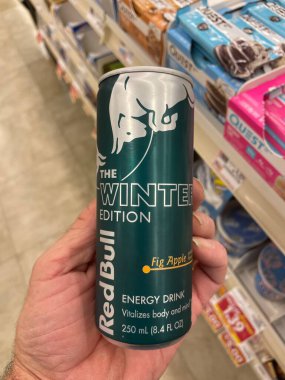 QUEST
QUEST
THE
WINTER
EDITION
Red Bull
Fig Apple
ENERGY DRINK
Vitalizes body and
250 mL (8.4 FL OZ)